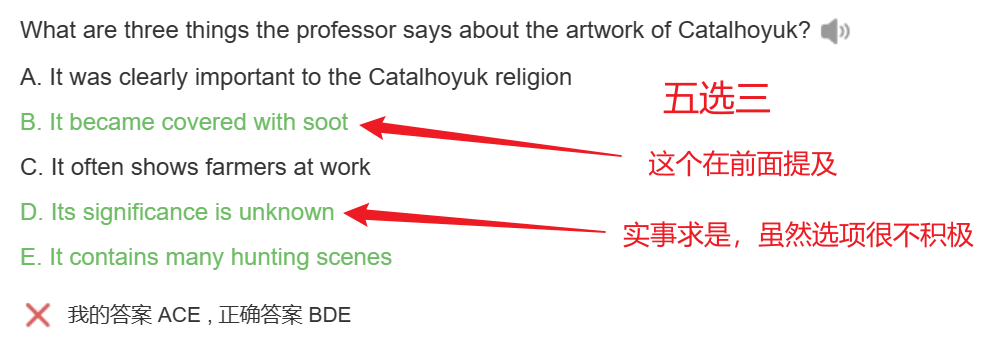 What are three things the professor says about the artwork of Catalhoyuk?
A. It was clearly important to the Catalhoyuk religion
五选三
B. It became covered with soot
C. It often shows farmers at work
这个在前面提及
D. Its significance is unknown
实事求是，虽然选项很不积极
E. It contains many hunting scenes
我的答案 ACE , 正确答案 BDE